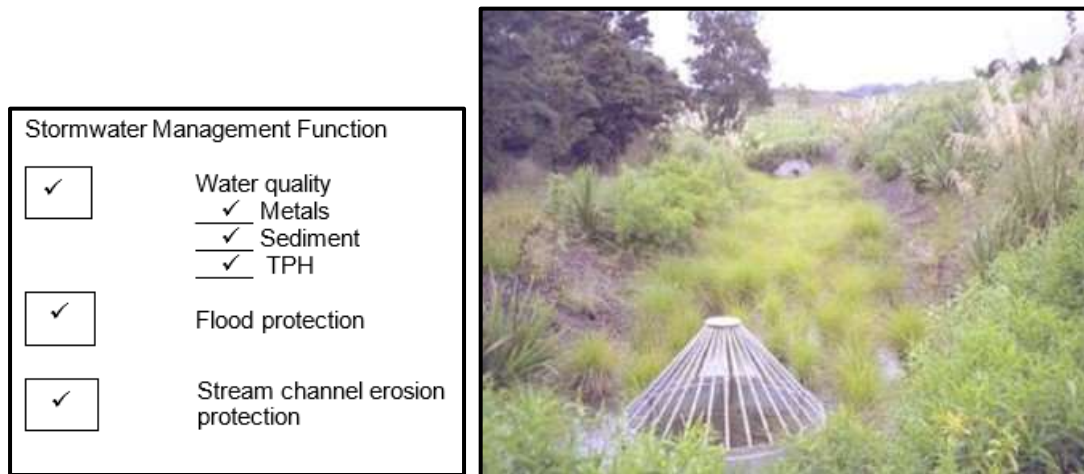 Stormwater Management Function
✓ Water quality
✓ Metals
✓ Sediment
✓ TPH
✓ Flood protection
✓ Stream channel erosion
protection